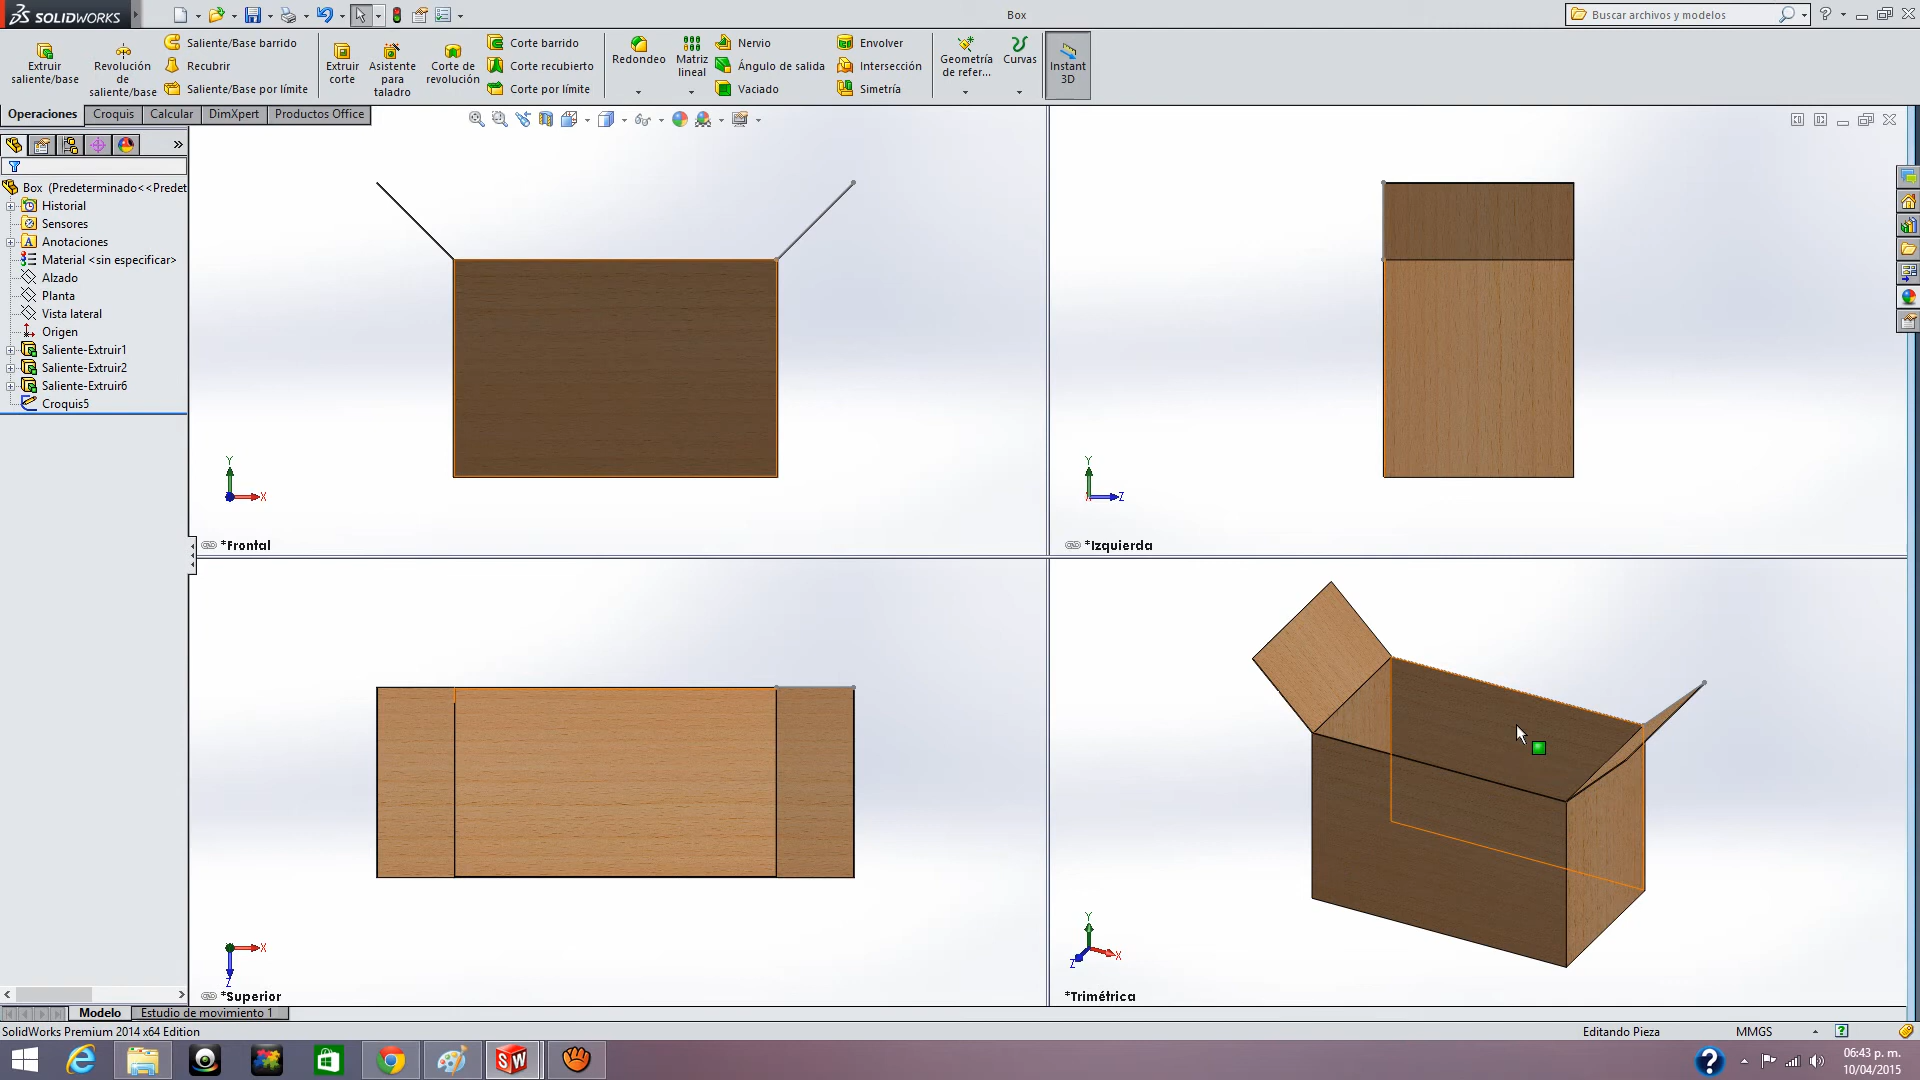 SOLIDWORKS
Box
Buscar archivos y modelos
Extruir saliente/base
Revolución de saliente/base
Saliente/Base barrido
Recubrir
Saliente/Base por límite
Extruir corte
Asistente para taladro
Corte de revolución
Corte barrido
Corte recubierto
Corte por límite
Redondeo
Matriz lineal
Nervio
Ángulo de salida
Vaciado
Envolver
Intersección
Simetría
Geometría de refer...
Curvas
Instant 3D
Operaciones
Croquis
Calcular
DimXpert
Productos Office
Box (Predeterminado<<Predet
Historial
Sensores
Anotaciones
Material <sin especificar>
Alzado
Planta
Vista lateral
Origen
Saliente-Extruir1
Saliente-Extruir2
Saliente-Extruir6
Croquis5
Y
X
*Frontal
Y
Z
*Izquierda
X
Z
*Superior
Y
X
Z
*Trimétrica
Modelo
Estudio de movimiento 1
SolidWorks Premium 2014 x64 Edition
Editando Pieza
MMGS
SW
06:43 p. m.
10/04/2015